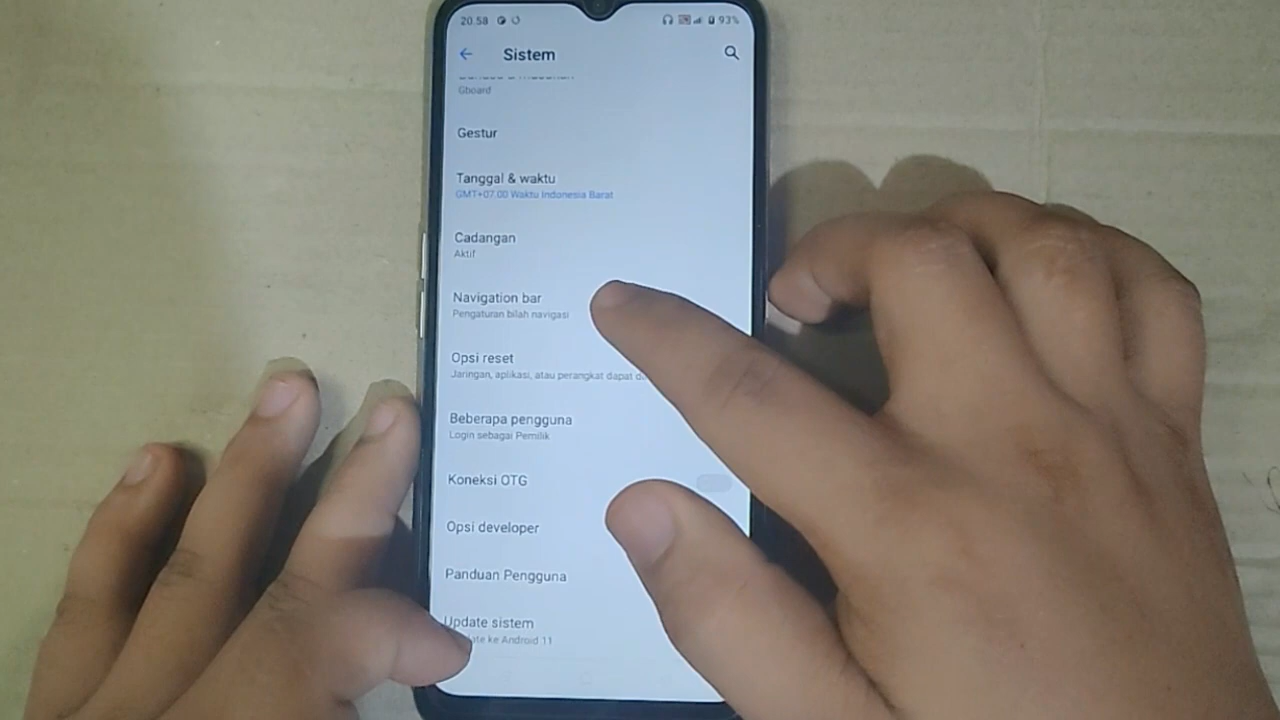 20.58
93%
Sistem
Gboard
Gestur
Tanggal & waktu
GMT+07.00 Waktu Indonesia Barat
Cadangan
Aktif
Navigation bar
Pengaturan bilah navigasi
Opsi reset
Jaringan, aplikasi, atau perangkat dapat
Beberapa pengguna
Login sebagai Pemilik
Koneksi OTG
Opsi developer
Panduan Pengguna
Update sistem
ke Android 11